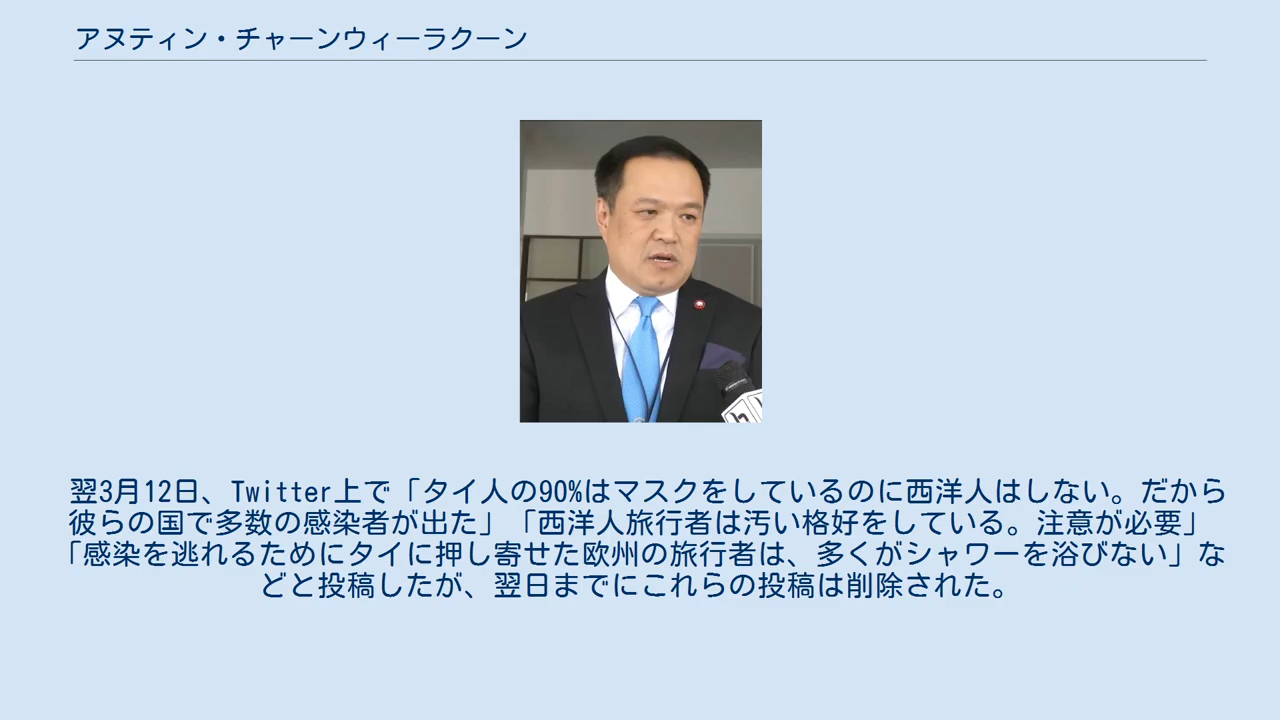 アヌティン・チャーンウィーラクーン
翌3月12日、Twitter上で「タイ人の90%はマスクをしているのに西洋人はしない。だから
彼らの国で多数の感染者が出た」「西洋人旅行者は汚い格好をしている。注意が必要」
「感染を逃れるためにタイに押し寄せた欧州の旅行者は、多くがシャワーを浴びない」な
どと投稿したが、翌日までにこれらの投稿は削除された。